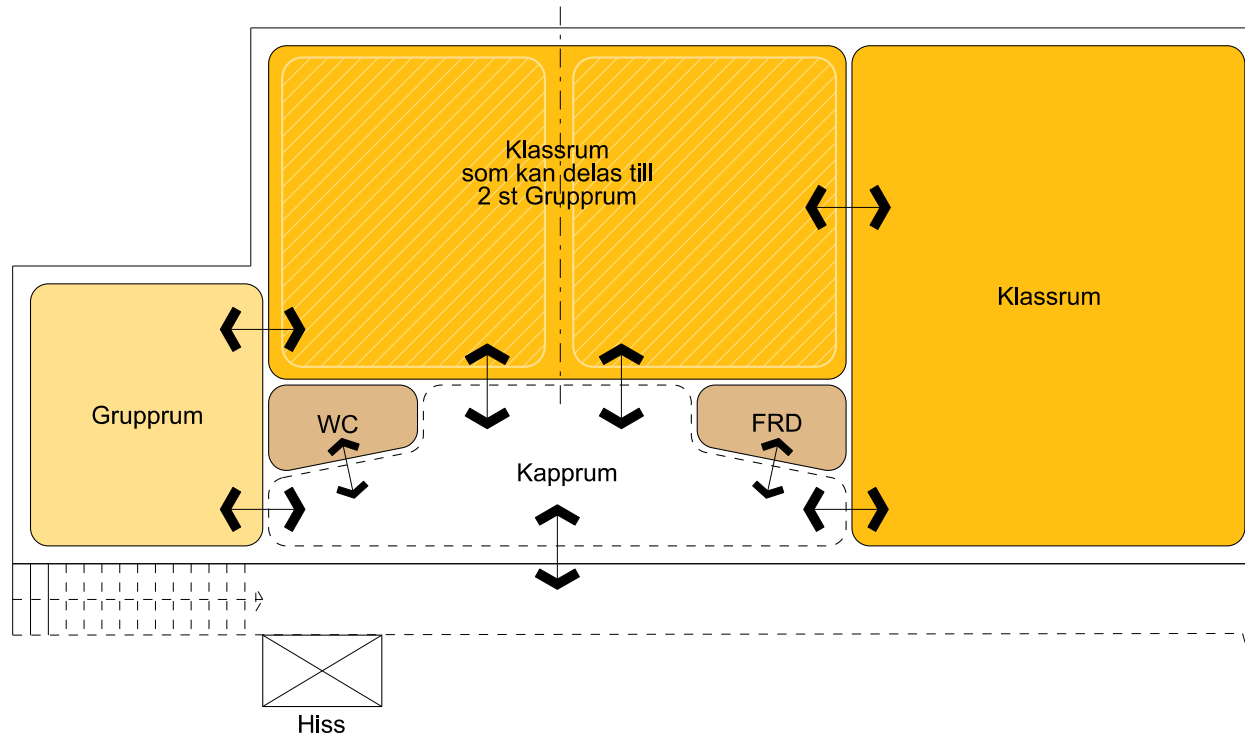 Klassrum
som kan delas till
2 st Grupprum
Klassrum
Grupprum
WC
FRD
Kapprum
Hiss